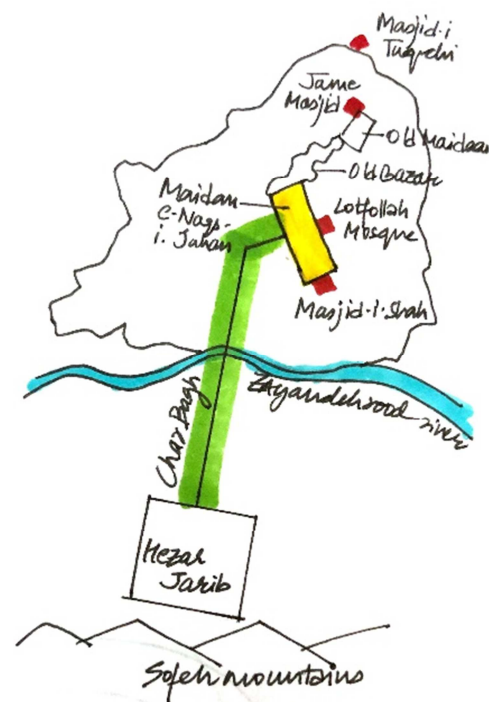 Masjid-i
Tuqchi
Jame
Masjid
Old Maidaan
Old Bazar
Maidan
e-Naqs-
i. Jahan
Lotfollah
Mosque
Masjid-i-Shah
Zayandehrood river
Char Bagh
Hezar
Jarib
Sofeh mountains